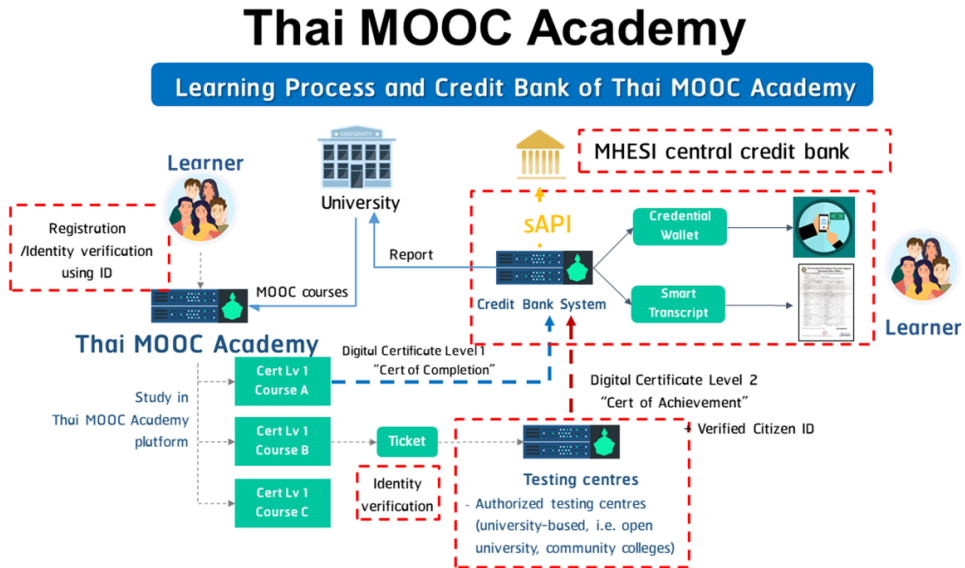 Thai MOOC Academy
Learning Process and Credit Bank of Thai MOOC Academy
Learner
Registration
/Identity verification
using ID
UNIVERSITY
University
MHESI central credit bank
sAPI
Credential
Wallet
Report
MOOC courses
Credit Bank System
Smart
Transcript
Learner
Thai MOOC Academy
Digital Certificate Level 1
"Cert of Completion"
Study in
Thai MOOC Academy
platform
Cert Lv 1
Course A
Digital Certificate Level 2
"Cert of Achievement"
+ Verified Citizen ID
Cert Lv 1
Course B
Ticket
Identity
verification
Cert Lv 1
Course C
Testing centres
- Authorized testing centres
(university-based, i.e. open
university, community colleges)